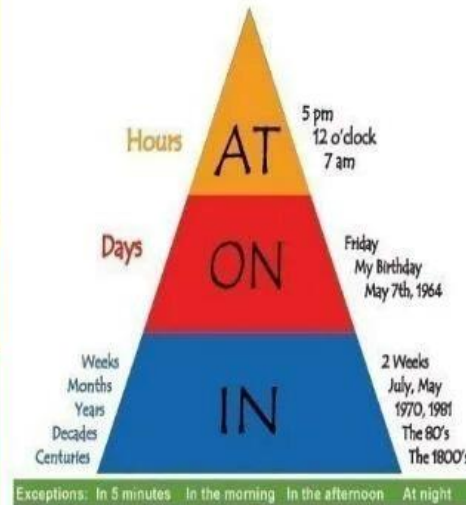 5 pm
Hours AT 12 o'clock
7 am
Days ON Friday
My Birthday
May 7th, 1964
Weeks 2 Weeks
Months July, May
Years IN 1970, 1981
Decades The 80's
Centuries The 1800's
Exceptions: In 5 minutes In the morning In the afternoon At night